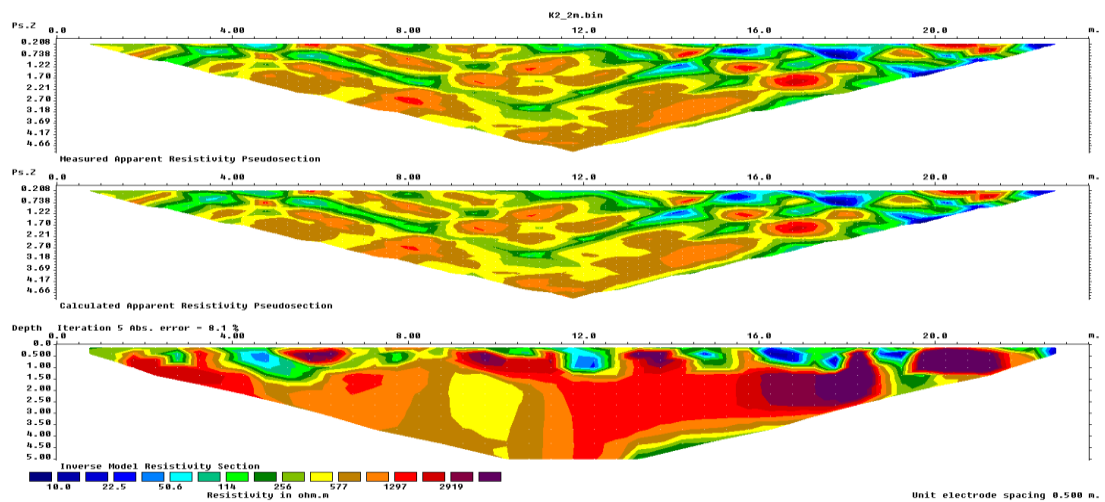 K2_2m.bin
Ps.Z 0.0 4.00 8.00 12.0 16.0 20.0 m.
0.208
0.738
1.22
1.70
2.21
2.70
3.18
3.69
4.17
4.66
Measured Apparent Resistivity Pseudosection
Ps.Z 0.0 4.00 8.00 12.0 16.0 20.0 m.
0.208
0.738
1.22
1.70
2.21
2.70
3.18
3.69
4.17
4.66
Calculated Apparent Resistivity Pseudosection
Depth Iteration 5 Abs. error = 8.1 %
0.0 4.00 8.00 12.0 16.0 20.0 m.
0.0
0.500
1.00
1.50
2.00
2.50
3.00
3.50
4.00
4.50
5.00
Inverse Model Resistivity Section
10.0 22.5 50.6 114 256 577 1297 2919
Resistivity in ohm.m
Unit electrode spacing 0.500 m.